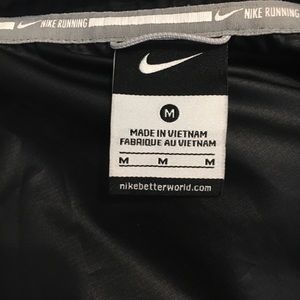 NIKE RUNNING
NIKE RUNNING
M
MADE IN VIETNAM
FABRIQUE AU VIETNAM
M M M
nikebetterworld.com